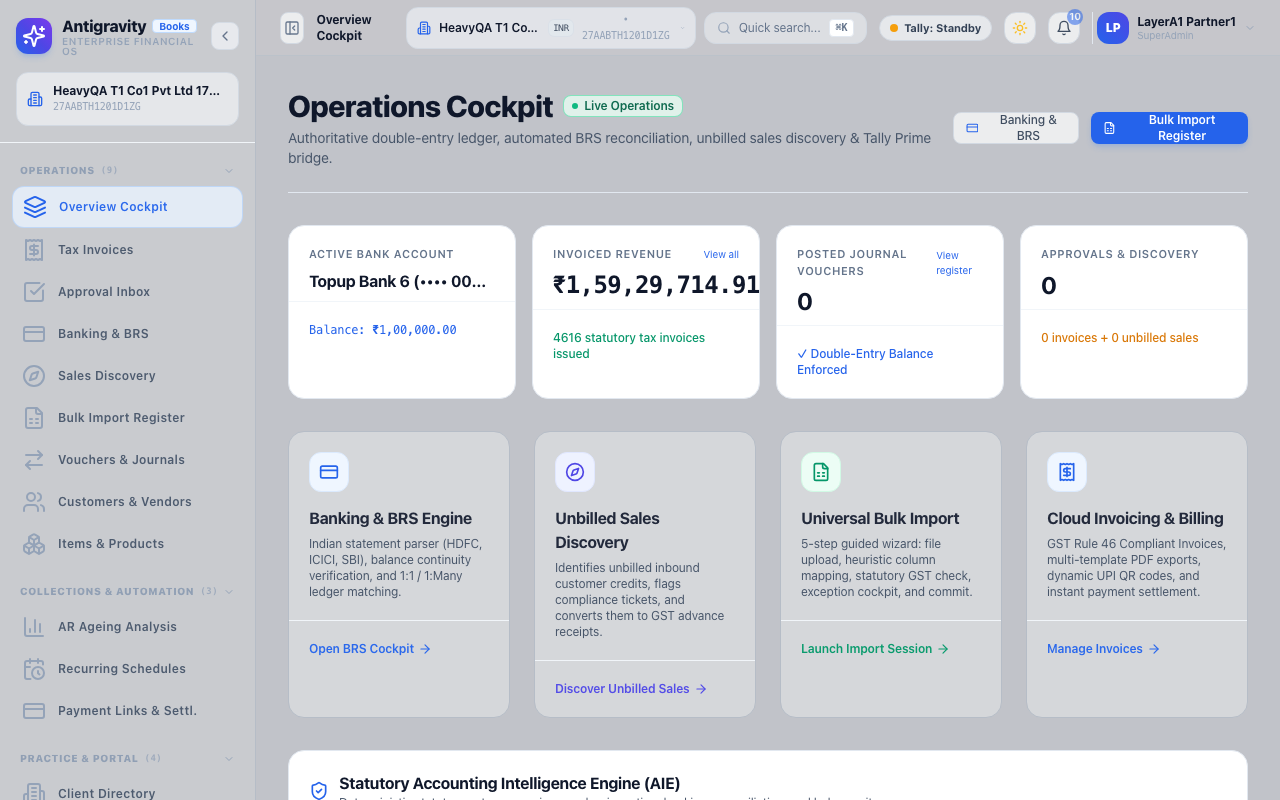 Antigravity Books
ENTERPRISE FINANCIAL OS
HeavyQA T1 Co1 Pvt Ltd 17...
27AABTH1201D1ZG
OPERATIONS (9)
Overview Cockpit
Tax Invoices
Approval Inbox
Banking & BRS
Sales Discovery
Bulk Import Register
Vouchers & Journals
Customers & Vendors
Items & Products
COLLECTIONS & AUTOMATION (3)
AR Ageing Analysis
Recurring Schedules
Payment Links & Settl.
PRACTICE & PORTAL (4)
Client Directory
Overview Cockpit
HeavyQA T1 Co... INR 27AABTH1201D1ZG
Quick search... ⌘K
Tally: Standby
10
LP
LayerA1 Partner1
SuperAdmin
Operations Cockpit
Live Operations
Authoritative double-entry ledger, automated BRS reconciliation, unbilled sales discovery & Tally Prime
bridge.
Banking &
BRS
Bulk Import
Register
ACTIVE BANK ACCOUNT
Topup Bank 6 (•••• 00...
Balance: ₹1,00,000.00
INVOICED REVENUE
View all
₹1,59,29,714.91
4616 statutory tax invoices
issued
POSTED JOURNAL
VOUCHERS
View
register
0
✓ Double-Entry Balance
Enforced
APPROVALS & DISCOVERY
0
0 invoices + 0 unbilled sales
Banking & BRS Engine
Indian statement parser (HDFC,
ICICI, SBI), balance continuity
verification, and 1:1 / 1:Many
ledger matching.
Open BRS Cockpit →
Unbilled Sales
Discovery
Identifies unbilled inbound
customer credits, flags
compliance tickets, and
converts them to GST advance
receipts.
Discover Unbilled Sales →
Universal Bulk Import
5-step guided wizard: file
upload, heuristic column
mapping, statutory GST check,
exception cockpit, and commit.
Launch Import Session →
Cloud Invoicing & Billing
GST Rule 46 Compliant Invoices,
multi-template PDF exports,
dynamic UPI QR codes, and
instant payment settlement.
Manage Invoices →
Statutory Accounting Intelligence Engine (AIE)